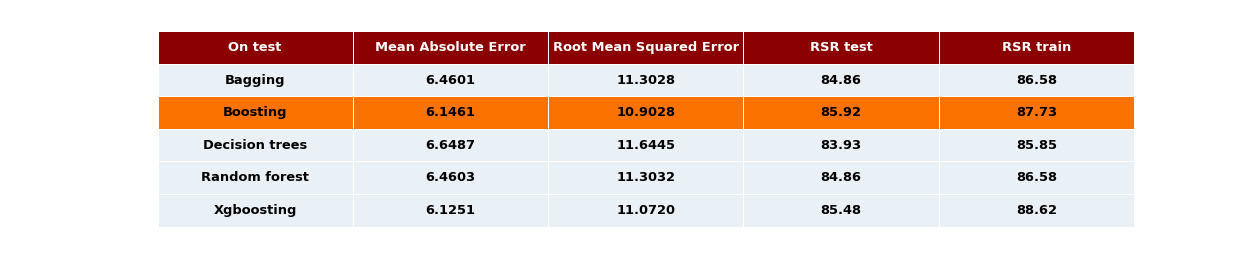 On test Mean Absolute Error Root Mean Squared Error RSR test RSR train
Bagging 6.4601 11.3028 84.86 86.58
Boosting 6.1461 10.9028 85.92 87.73
Decision trees 6.6487 11.6445 83.93 85.85
Random forest 6.4603 11.3032 84.86 86.58
Xgboosting 6.1251 11.0720 85.48 88.62